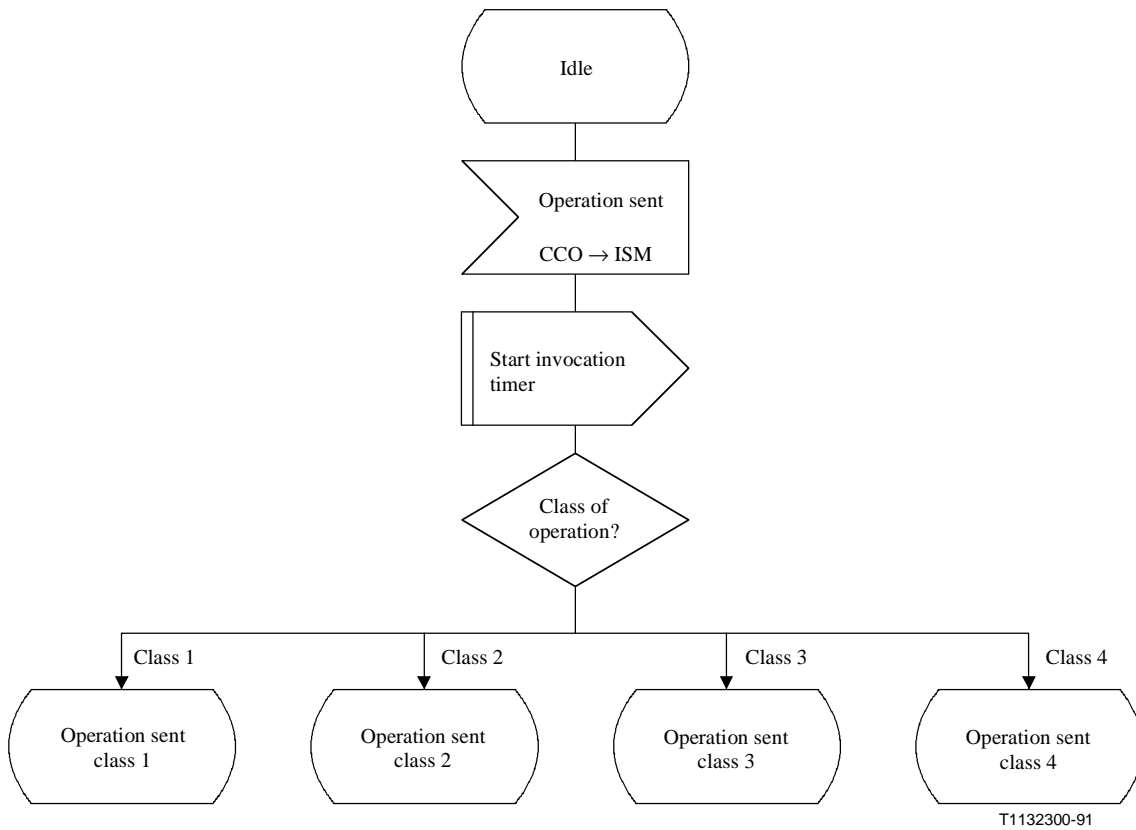 Idle
Operation sent
CCO → ISM
Start invocation
timer
Class of
operation?
Class 1
Class 2
Class 3
Class 4
Operation sent
class 1
Operation sent
class 2
Operation sent
class 3
Operation sent
class 4
T1132300-91